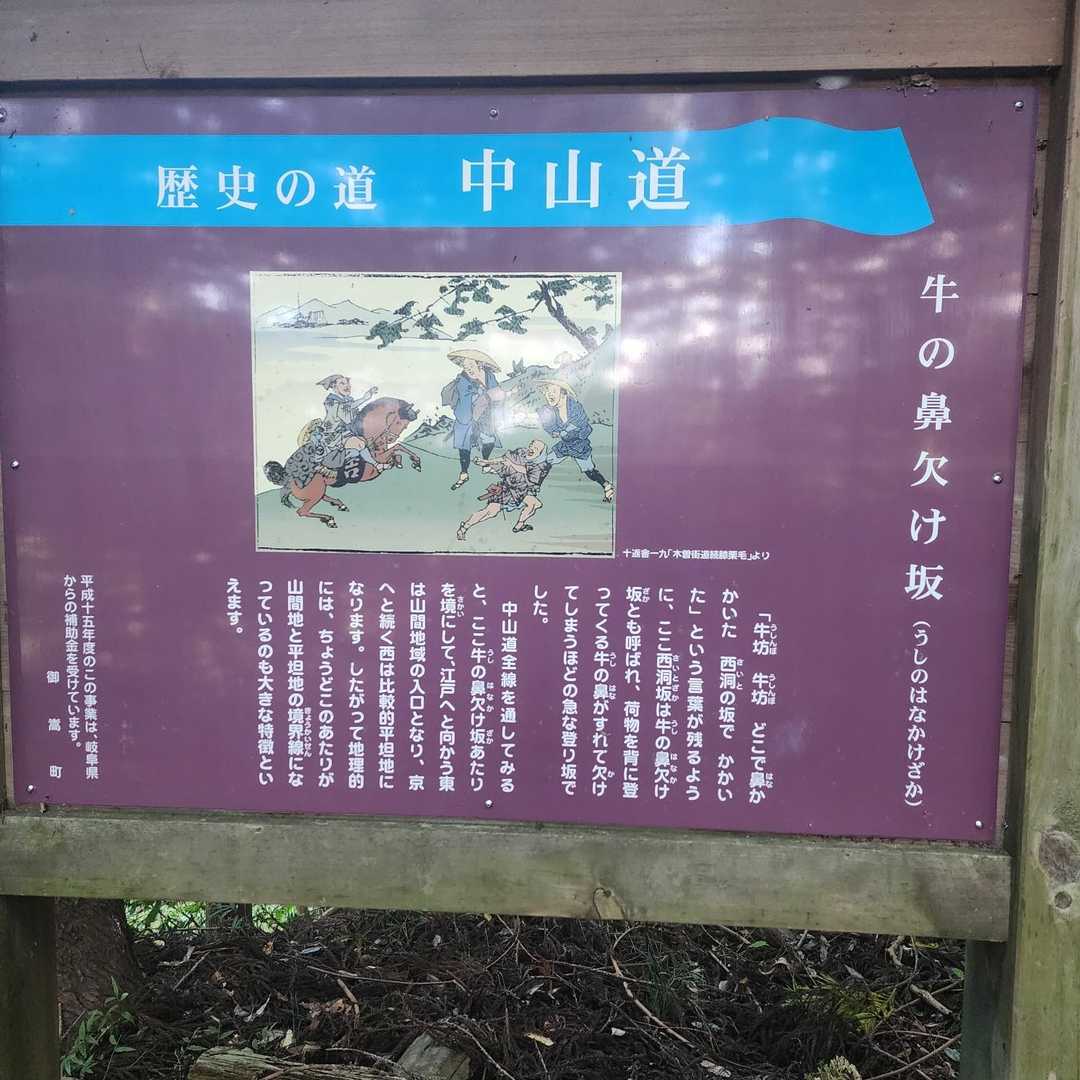 歴史の道　中山道
牛の鼻欠け坂（うしのはなかけざか）
十返舎一九「木曽街道続膝栗毛」より
「牛坊　牛坊　どこで鼻か
かいた　西洞の坂で　かかい
た」という言葉が残るよう
に、ここ西洞坂は牛の鼻欠け
坂とも呼ばれ、荷物を背に登
ってくる牛の鼻がすれて欠け
てしまうほどの急な登り坂で
した。
中山道全線を通してみる
と、ここ牛の鼻欠け坂あたり
を境にして、江戸へと向かう東
は山間地域の入口となり、京
へと続く西は比較的平坦地に
なります。したがって地理的
には、ちょうどこのあたりが
山間地と平坦地の境界線にな
っているのも大きな特徴とい
えます。
平成十五年度のこの事業は、岐阜県
からの補助金を受けています。
御嵩町